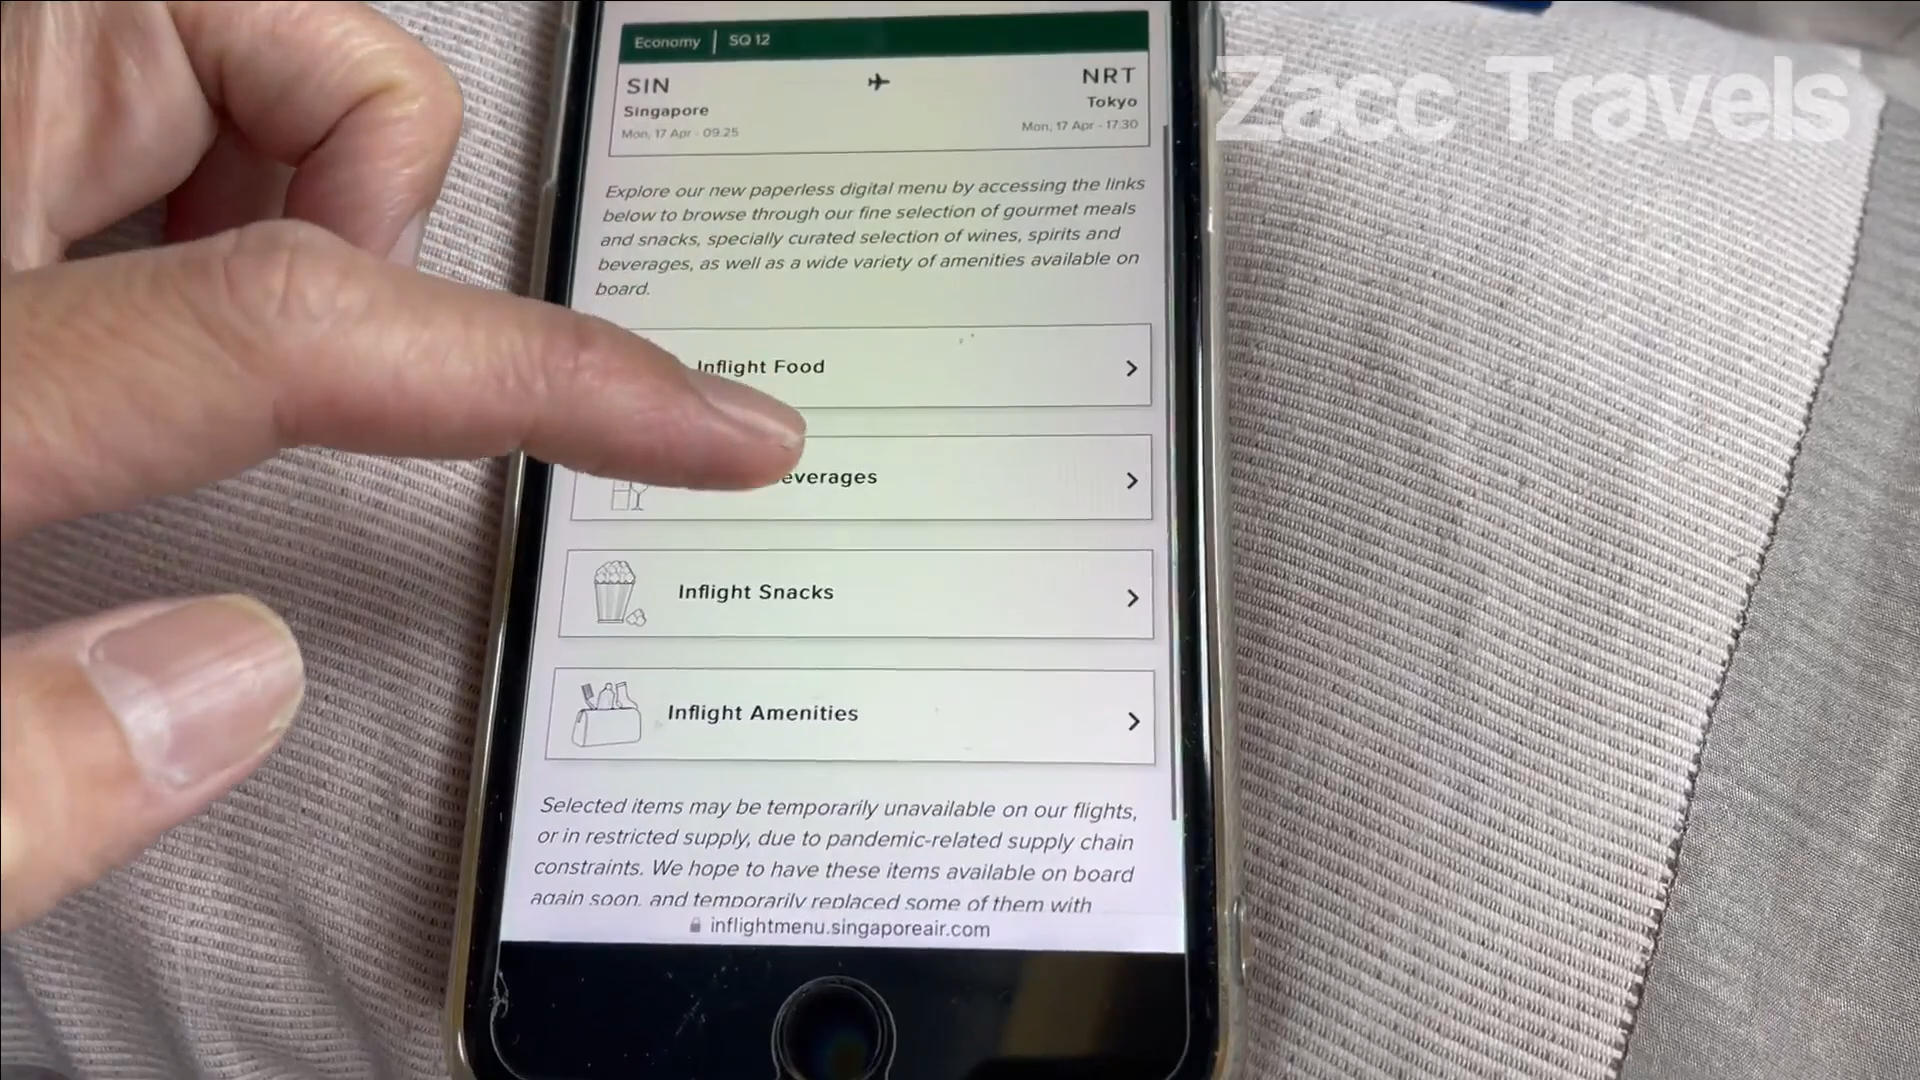 Zacc Travels
Economy | SQ 12
SIN
NRT
Singapore
Tokyo
Mon, 17 Apr - 09.25
Mon, 17 Apr - 17:30
Explore our new paperless digital menu by accessing the links
below to browse through our fine selection of gourmet meals
and snacks, specially curated selection of wines, spirits and
beverages, as well as a wide variety of amenities available on
board.
Inflight Food
everages
Inflight Snacks
Inflight Amenities
Selected items may be temporarily unavailable on our flights,
or in restricted supply, due to pandemic-related supply chain
constraints. We hope to have these items available on board
again soon, and temporarily replaced some of them with
inflightmenu.singaporeair.com